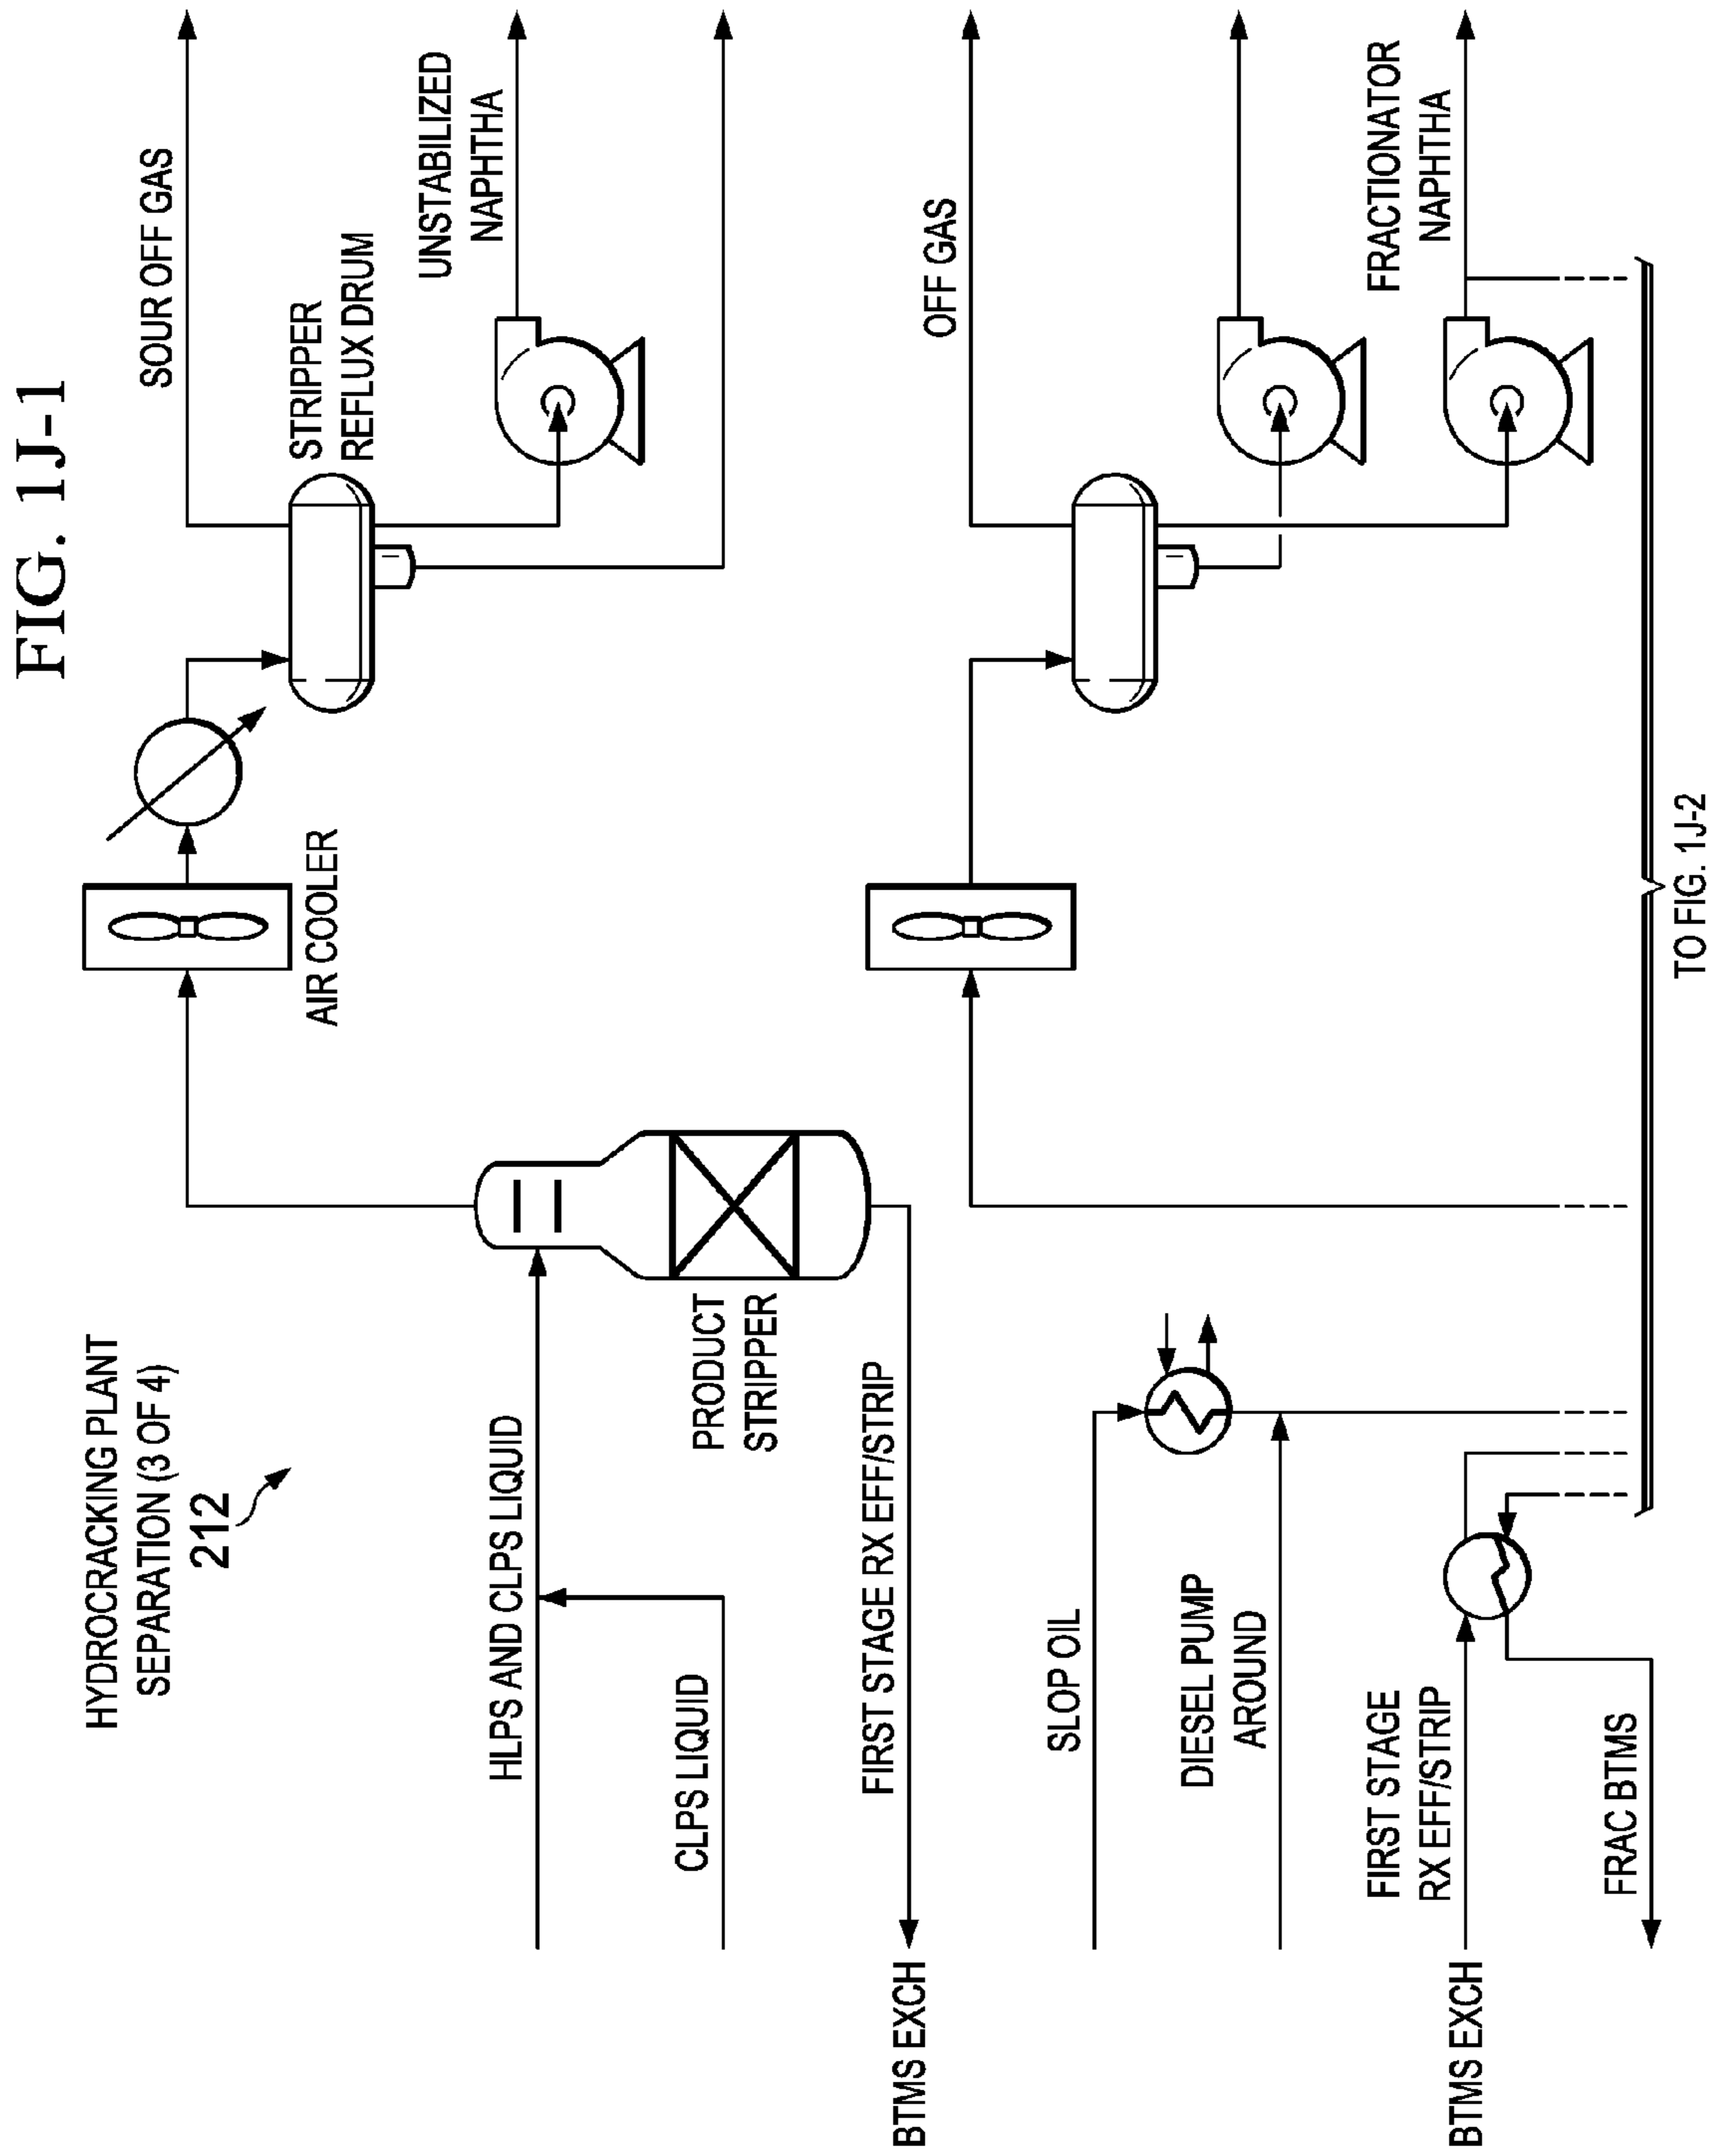 FIG. 1J-1
HYDROCRACKING PLANT
SEPARATION (3 OF 4)
212
SOUR OFF GAS
AIR COOLER
STRIPPER
REFLUX DRUM
UNSTABILIZED
NAPHTHA
HLPS AND CLPS LIQUID
CLPS LIQUID
PRODUCT
STRIPPER
FIRST STAGE RX EFF/STRIP
BTMS EXCH
OFF GAS
SLOP OIL
DIESEL PUMP
AROUND
FIRST STAGE
RX EFF/STRIP
BTMS EXCH
FRAC BTMS
FRACTIONATOR
NAPHTHA
TO FIG. 1J-2